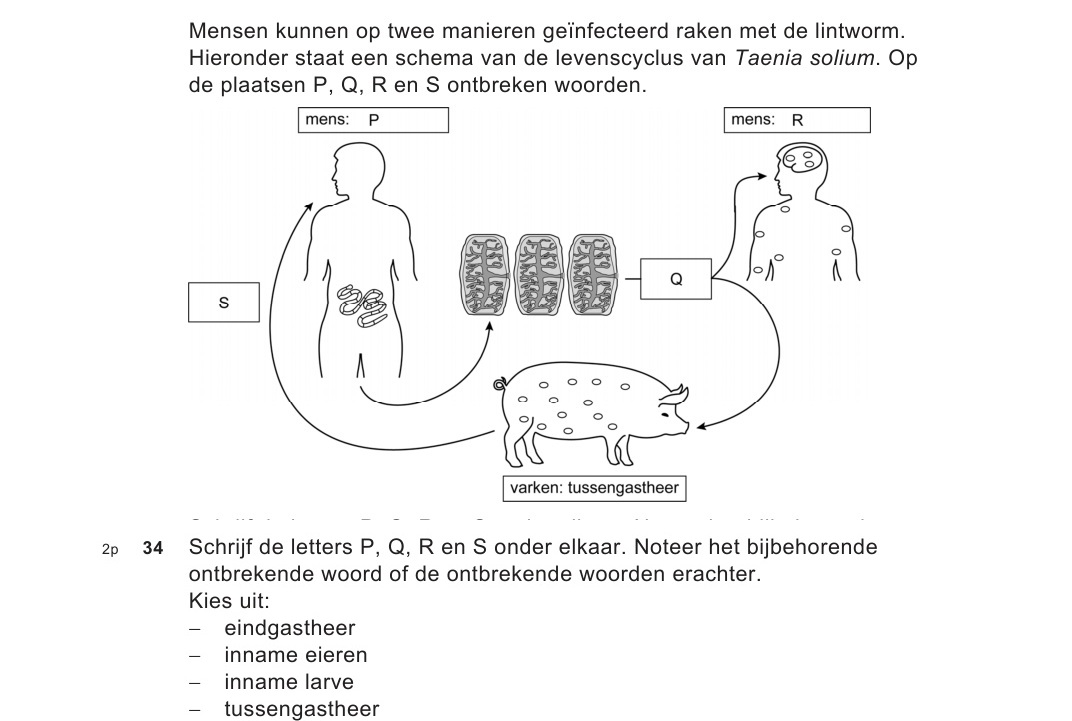 Mensen kunnen op twee manieren geïnfecteerd raken met de lintworm.
Hieronder staat een schema van de levenscyclus van Taenia solium. Op
de plaatsen P, Q, R en S ontbreken woorden.
mens: P
mens: R
Q
S
varken: tussengastheer
2p 34 Schrijf de letters P, Q, R en S onder elkaar. Noteer het bijbehorende
ontbrekende woord of de ontbrekende woorden erachter.
Kies uit:
– eindgastheer
– inname eieren
– inname larve
– tussengastheer